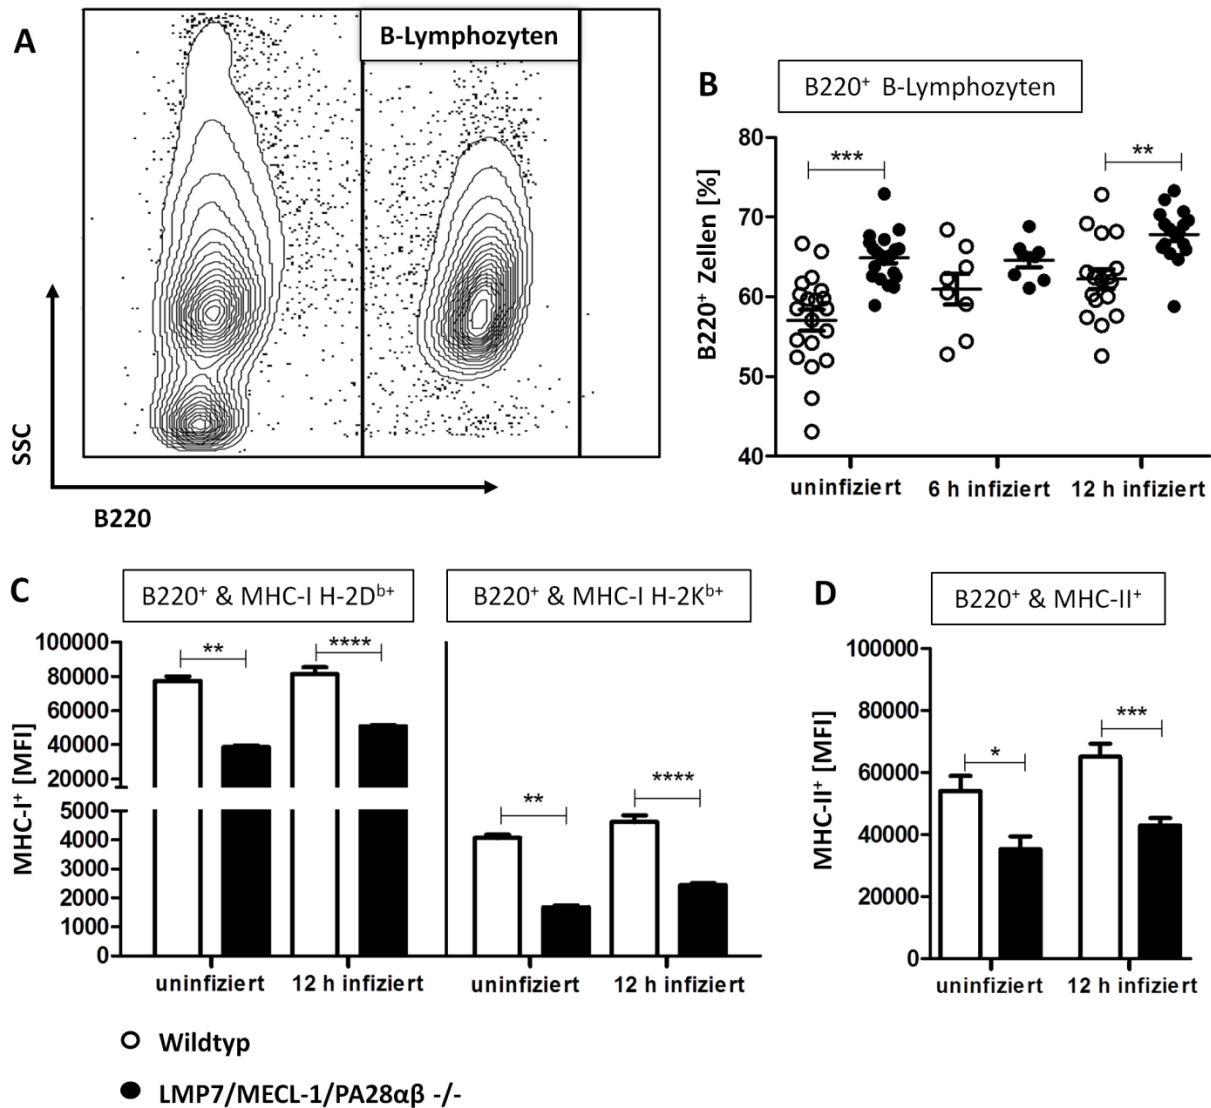 A
B-Lymphozyten
SSC
B220
B
B220⁺ B-Lymphozyten
B220⁺ Zellen [%]
80
70
60
50
40
***
**
uninfiziert
6 h infiziert
12 h infiziert
C
B220⁺ & MHC-I H-2Dᵇ⁺
B220⁺ & MHC-I H-2Kᵇ⁺
MHC-I⁺ [MFI]
100000
80000
60000
40000
20000
5000
4000
3000
2000
1000
0
**
****
**
****
uninfiziert
12 h infiziert
uninfiziert
12 h infiziert
D
B220⁺ & MHC-II⁺
MHC-II⁺ [MFI]
100000
80000
60000
40000
20000
0
*
***
uninfiziert
12 h infiziert
Wildtyp
LMP7/MECL-1/PA28αβ -/-